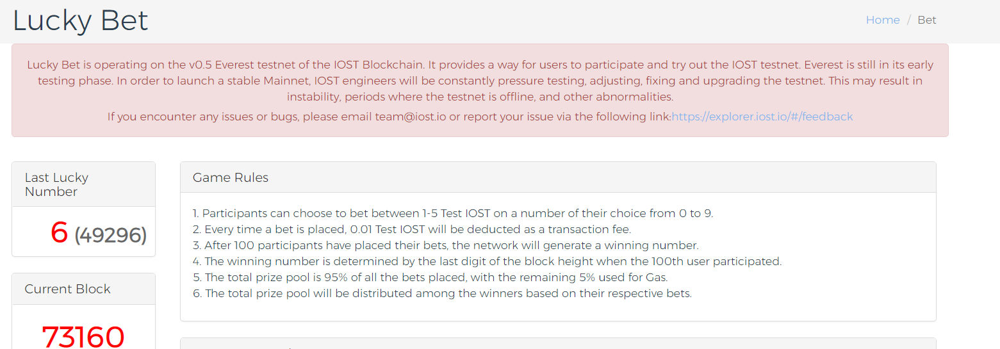 Lucky Bet
Home / Bet
Lucky Bet is operating on the v0.5 Everest testnet of the IOST Blockchain. It provides a way for users to participate and try out the IOST testnet. Everest is still in its early
testing phase. In order to launch a stable Mainnet, IOST engineers will be constantly pressure testing, adjusting, fixing and upgrading the testnet. This may result in
instability, periods where the testnet is offline, and other abnormalities.
If you encounter any issues or bugs, please email team@iost.io or report your issue via the following link:https://explorer.iost.io/#/feedback
Last Lucky
Number
6 (49296)
Current Block
73160
Game Rules
1. Participants can choose to bet between 1-5 Test IOST on a number of their choice from 0 to 9.
2. Every time a bet is placed, 0.01 Test IOST will be deducted as a transaction fee.
3. After 100 participants have placed their bets, the network will generate a winning number.
4. The winning number is determined by the last digit of the block height when the 100th user participated.
5. The total prize pool is 95% of all the bets placed, with the remaining 5% used for Gas.
6. The total prize pool will be distributed among the winners based on their respective bets.